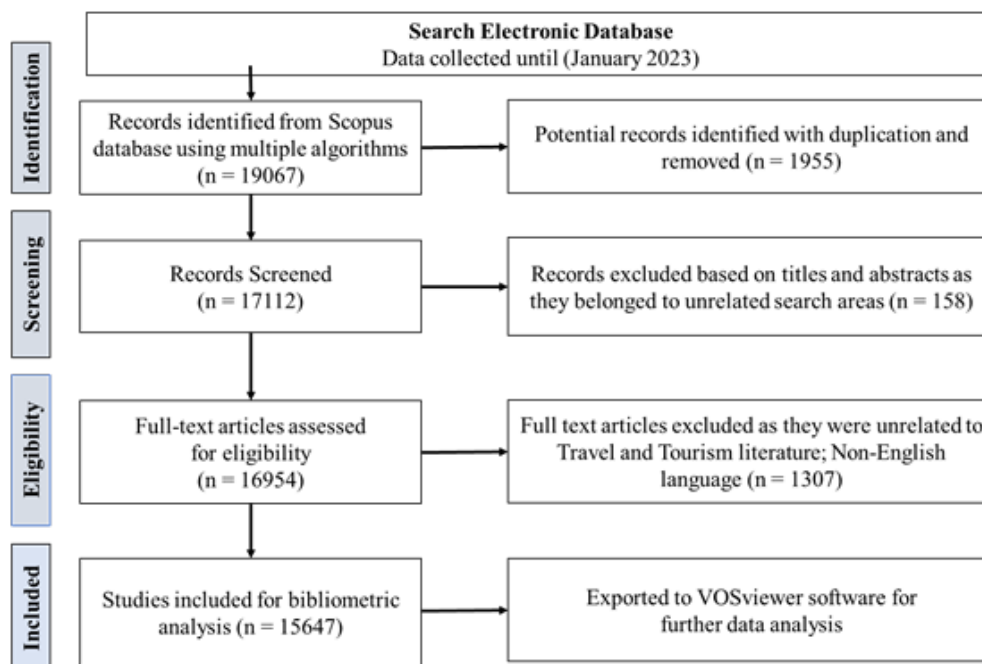 Search Electronic Database
Data collected until (January 2023)
Identification
Records identified from Scopus
database using multiple algorithms
(n = 19067)
Potential records identified with duplication and
removed (n = 1955)
Screening
Records Screened
(n = 17112)
Records excluded based on titles and abstracts as
they belonged to unrelated search areas (n = 158)
Eligibility
Full-text articles assessed
for eligibility
(n = 16954)
Full text articles excluded as they were unrelated to
Travel and Tourism literature; Non-English
language (n = 1307)
Included
Studies included for bibliometric
analysis (n = 15647)
Exported to VOSviewer software for
further data analysis